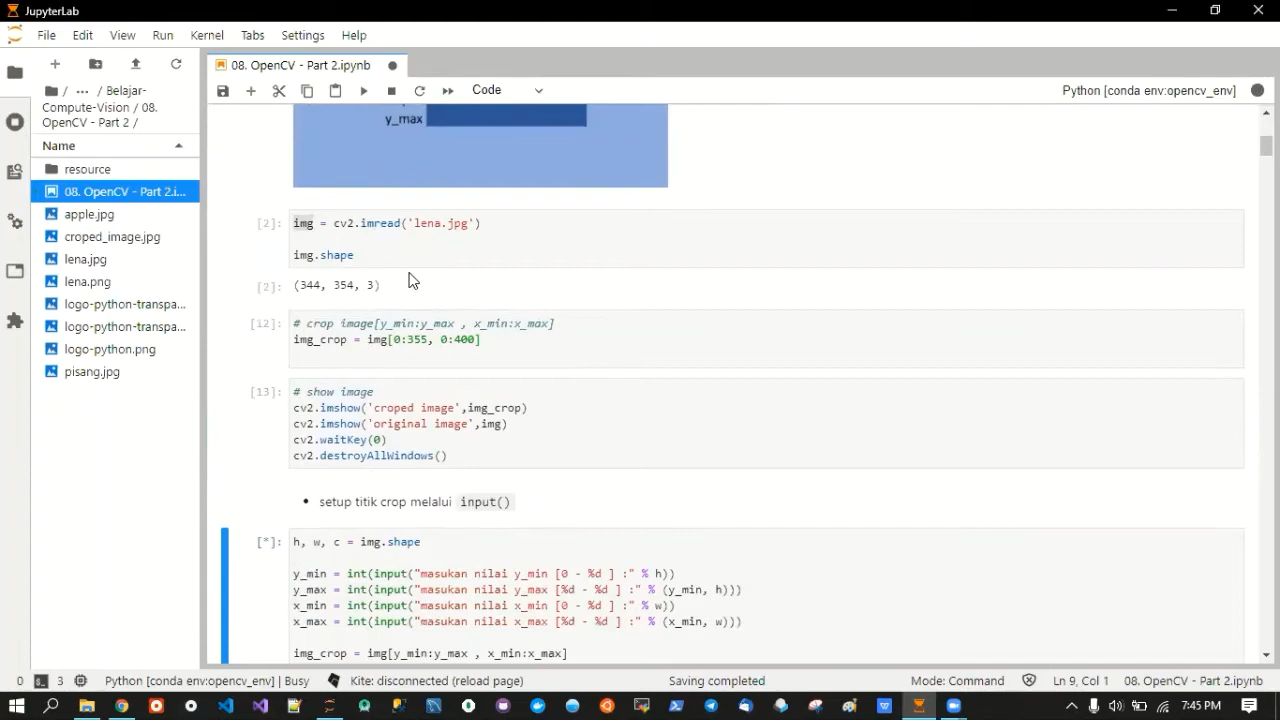 JupyterLab
File Edit View Run Kernel Tabs Settings Help
08. OpenCV - Part 2.ipynb
Code
Python [conda env:opencv_env]
/ ··· / Belajar-
Compute-Vision / 08.
OpenCV - Part 2 /
Name
resource
08. OpenCV - Part 2.i...
apple.jpg
croped_image.jpg
lena.jpg
lena.png
logo-python-transpa...
logo-python-transpa...
logo-python.png
pisang.jpg
y_max
[2]: img = cv2.imread('lena.jpg')
img.shape
[2]: (344, 354, 3)
[12]: # crop image[y_min:y_max , x_min:x_max]
img_crop = img[0:355, 0:400]
[13]: # show image
cv2.imshow('croped image',img_crop)
cv2.imshow('original image',img)
cv2.waitKey(0)
cv2.destroyAllWindows()
• setup titik crop melalui input()
[*]: h, w, c = img.shape
y_min = int(input("masukan nilai y_min [0 - %d ] :" % h))
y_max = int(input("masukan nilai y_max [%d - %d ] :" % (y_min, h)))
x_min = int(input("masukan nilai x_min [0 - %d ] :" % w))
x_max = int(input("masukan nilai x_max [%d - %d ] :" % (x_min, w)))
img_crop = img[y_min:y_max , x_min:x_max]
0 3 Python [conda env:opencv_env] | Busy Kite: disconnected (reload page) Saving completed Mode: Command Ln 9, Col 1 08. OpenCV - Part 2.ipynb
7:45 PM